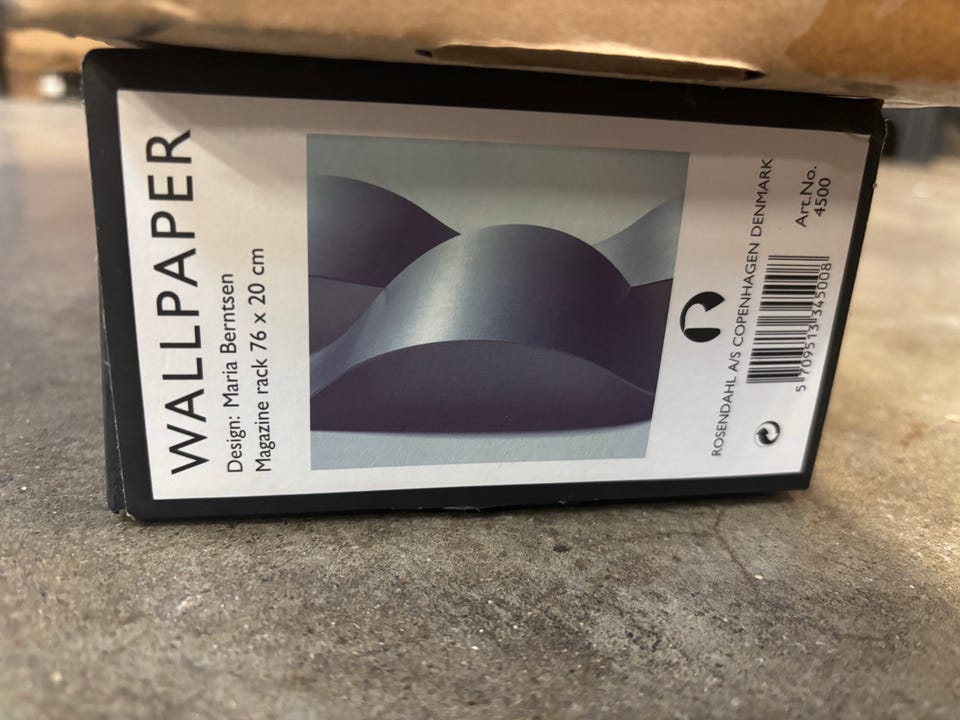 WALLPAPER
Design: Maria Berntsen
Magazine rack 76 x 20 cm
ROSENDAHL A/S COPENHAGEN DENMARK
Art.No.
4500
5 709513 345008